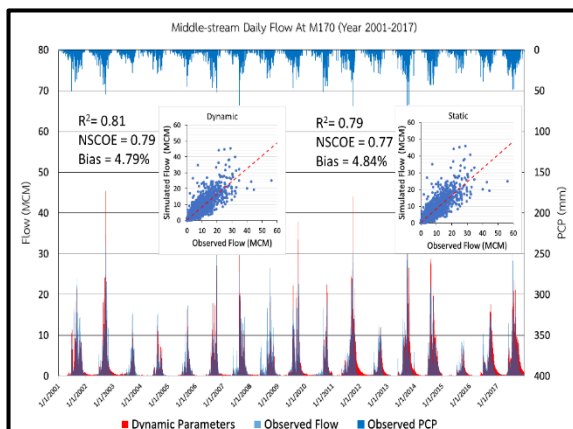 Middle-stream Daily Flow At M170 (Year 2001-2017)
80
70
60
50
40
30
20
10
0
Flow (MCM)
0
50
100
150
200
250
300
350
400
PCP (mm)
R²= 0.81
NSCOE = 0.79
Bias = 4.79%
Dynamic
Simulated Flow (MCM)
60
50
40
30
20
10
0
0 10 20 30 40 50 60
Observed Flow (MCM)
R²= 0.79
NSCOE = 0.77
Bias = 4.84%
Static
Simulated Flow (MCM)
60
50
40
30
20
10
0
0 10 20 30 40 50 60
Observed Flow (MCM)
1/1/2001
1/1/2002
1/1/2003
1/1/2004
1/1/2005
1/1/2006
1/1/2007
1/1/2008
1/1/2009
1/1/2010
1/1/2011
1/1/2012
1/1/2013
1/1/2014
1/1/2015
1/1/2016
1/1/2017
Dynamic Parameters Observed Flow Observed PCP